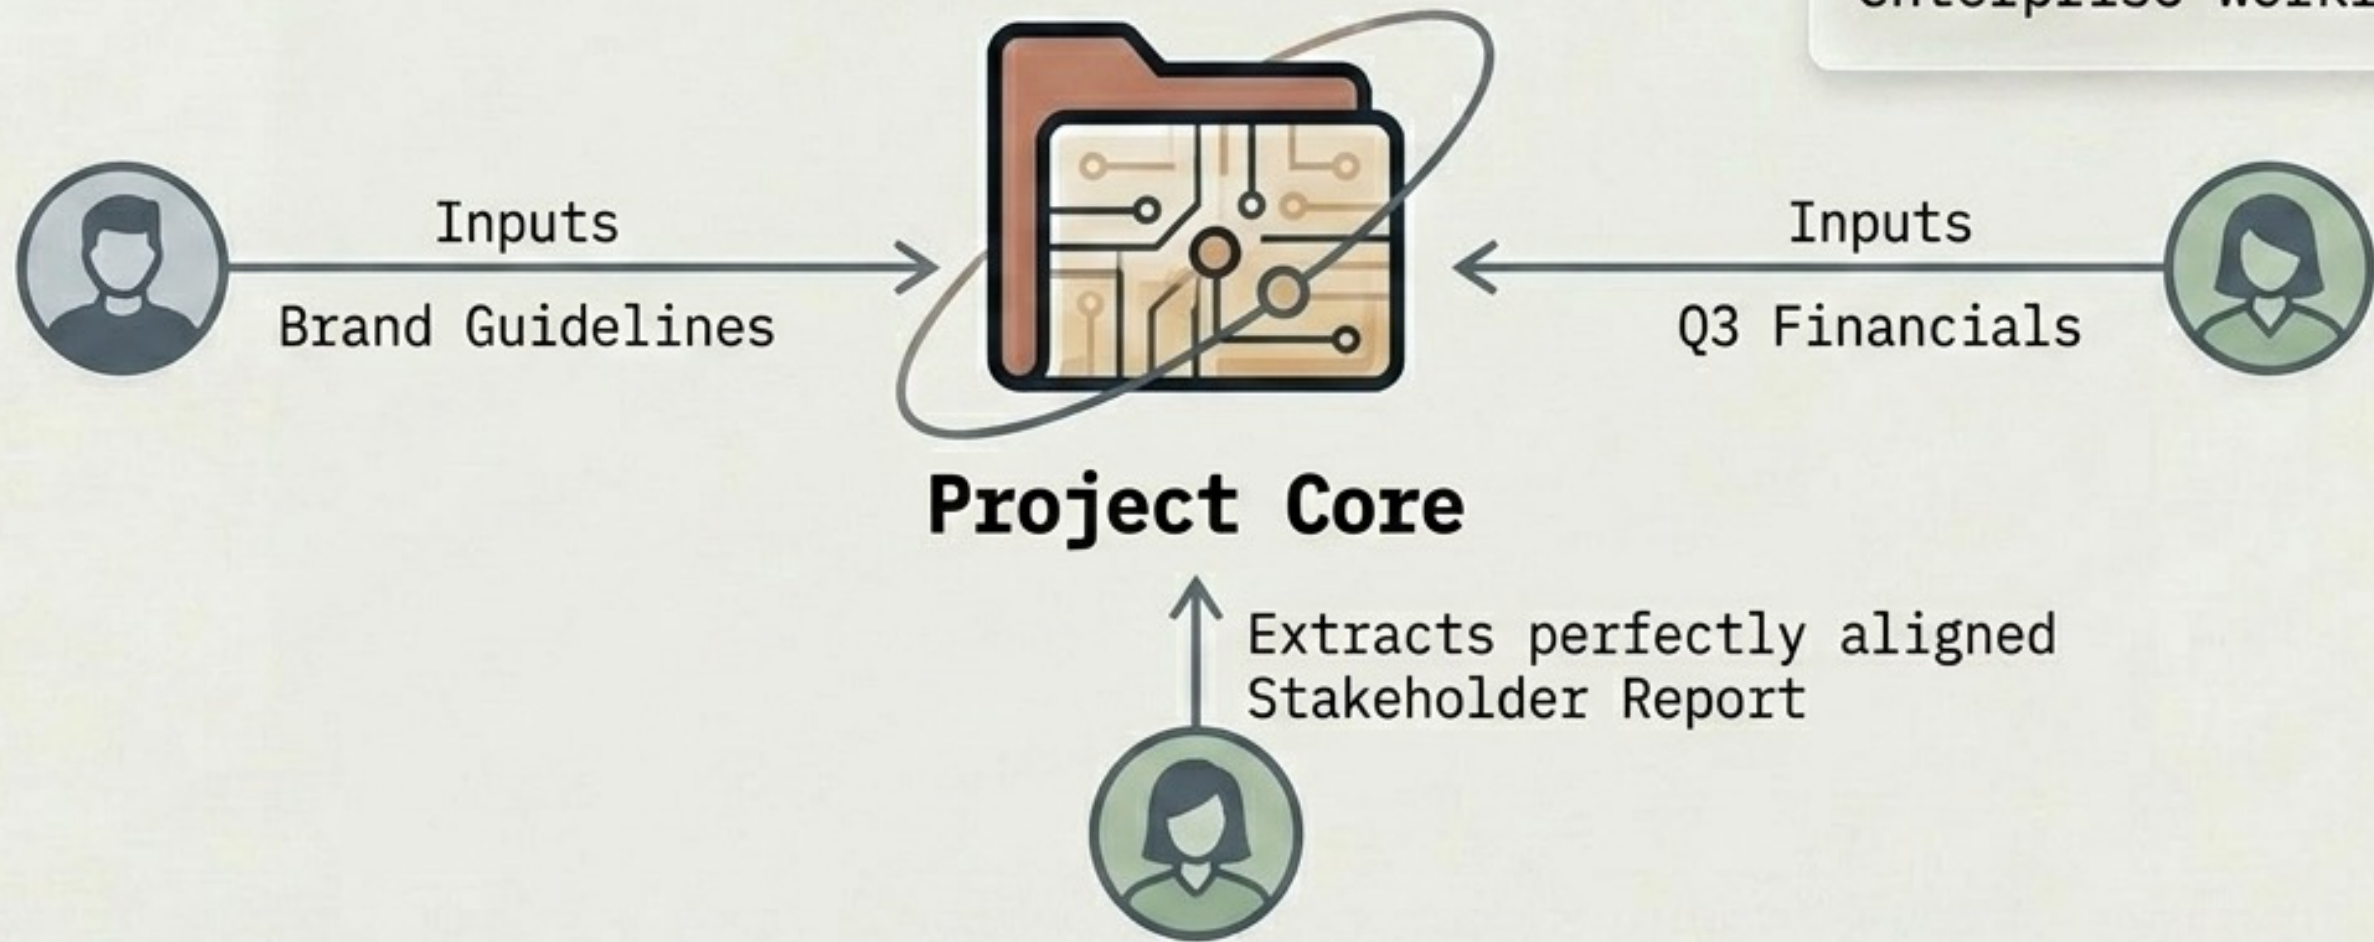 Inputs
Brand Guidelines
Inputs
Q3 Financials
Project Core
Extracts perfectly aligned
Stakeholder Report